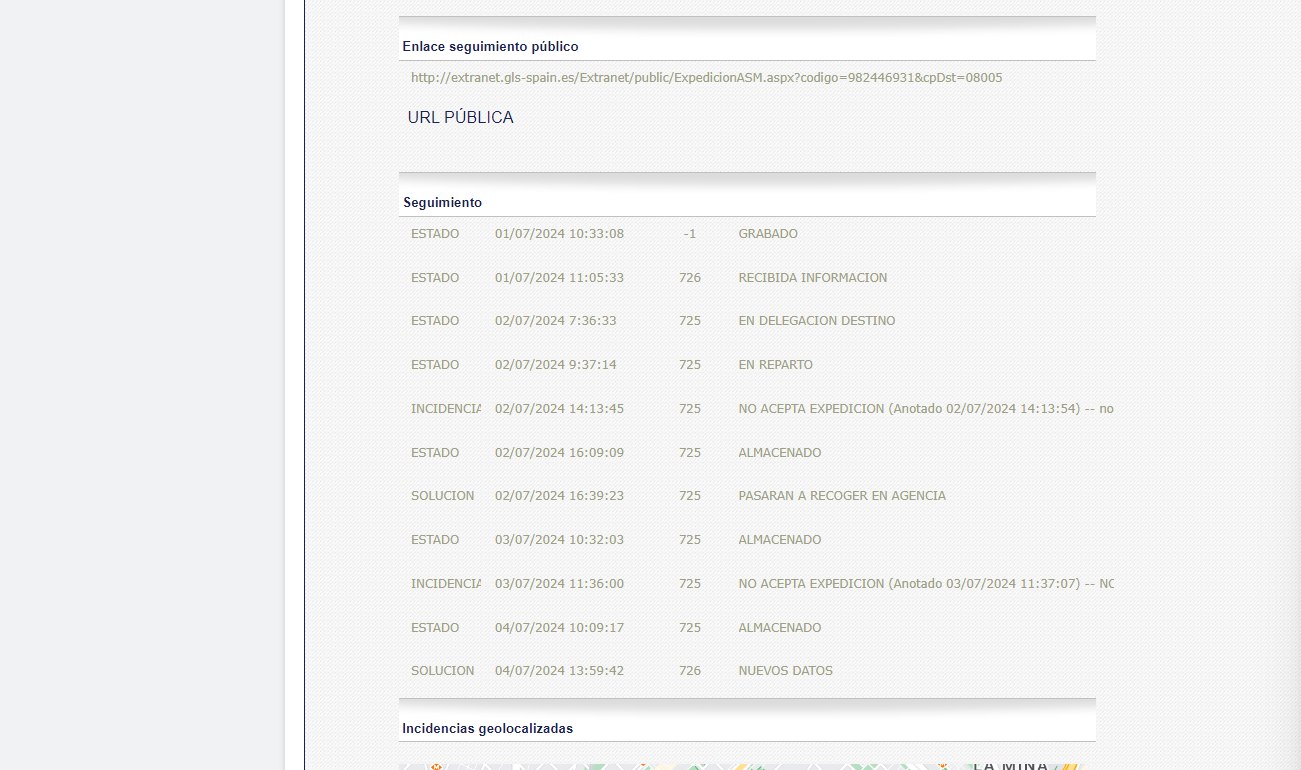 Enlace seguimiento público
http://extranet.gls-spain.es/Extranet/public/ExpedicionASM.aspx?codigo=982446931&cpDst=08005
URL PÚBLICA
Seguimiento
ESTADO 01/07/2024 10:33:08 -1 GRABADO
ESTADO 01/07/2024 11:05:33 726 RECIBIDA INFORMACION
ESTADO 02/07/2024 7:36:33 725 EN DELEGACION DESTINO
ESTADO 02/07/2024 9:37:14 725 EN REPARTO
INCIDENCIA 02/07/2024 14:13:45 725 NO ACEPTA EXPEDICION (Anotado 02/07/2024 14:13:54) -- no
ESTADO 02/07/2024 16:09:09 725 ALMACENADO
SOLUCION 02/07/2024 16:39:23 725 PASARAN A RECOGER EN AGENCIA
ESTADO 03/07/2024 10:32:03 725 ALMACENADO
INCIDENCIA 03/07/2024 11:36:00 725 NO ACEPTA EXPEDICION (Anotado 03/07/2024 11:37:07) --
ESTADO 04/07/2024 10:09:17 725 ALMACENADO
SOLUCION 04/07/2024 13:59:42 726 NUEVOS DATOS
Incidencias geolocalizadas
LA MINA